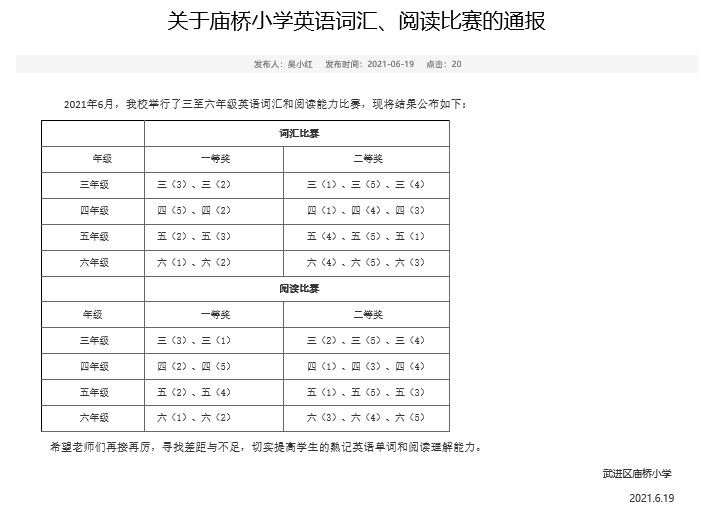 关于庙桥小学英语词汇、阅读比赛的通报
发布人：吴小红 发布时间：2021-06-19 点击：20
2021年6月，我校举行了三至六年级英语词汇和阅读能力比赛，现将结果公布如下：
词汇比赛
年级 一等奖 二等奖
三年级 三（3）、三（2） 三（1）、三（5）、三（4）
四年级 四（5）、四（2） 四（1）、四（4）、四（3）
五年级 五（2）、五（3） 五（4）、五（5）、五（1）
六年级 六（1）、六（2） 六（4）、六（5）、六（3）
阅读比赛
年级 一等奖 二等奖
三年级 三（3）、三（1） 三（2）、三（5）、三（4）
四年级 四（2）、四（5） 四（1）、四（3）、四（4）
五年级 五（2）、五（4） 五（1）、五（5）、五（3）
六年级 六（1）、六（2） 六（3）、六（4）、六（5）
希望老师们再接再厉，寻找差距与不足，切实提高学生的熟记英语单词和阅读理解能力。
武进区庙桥小学
2021.6.19